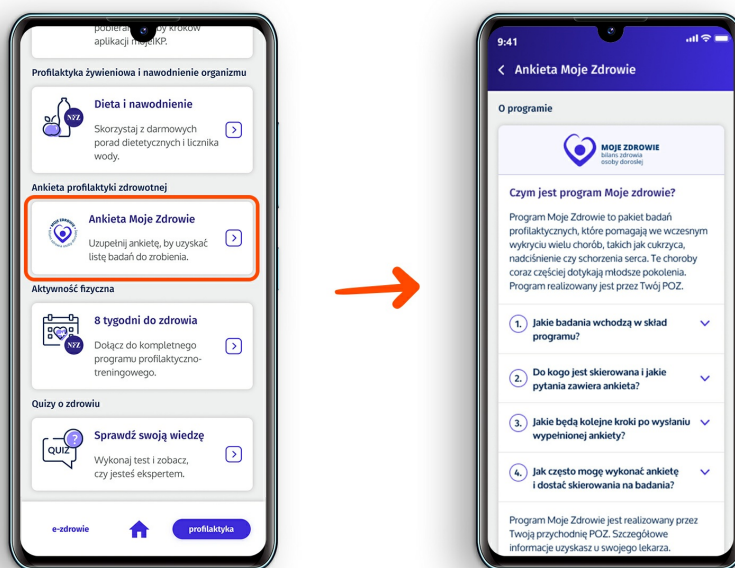 aplikacji
Profilaktyka żywieniowa i nawodnienie organizmu
NFZ
Dieta i nawodnienie
Skorzystaj z darmowych
porad dietetycznych i licznika
wody.
Ankieta profilaktyki zdrowotnej
Ankieta Moje Zdrowie
Uzupełnij ankietę, by uzyskać
listę badań do zrobienia.
Aktywność fizyczna
NFZ
8 tygodni do zdrowia
Dołącz do kompletnego
programu profilaktyczno-
treningowego.
Quizy o zdrowiu
QUIZ
?
Sprawdź swoją wiedzę
Wykonaj test i zobacz,
czy jesteś ekspertem.
e-zdrowie
profilaktyka
9:41
Ankieta Moje Zdrowie
O programie
MOJE ZDROWIE
bilans zdrowia
osoby dorosłej
Czym jest program Moje zdrowie?
Program Moje Zdrowie to pakiet badań
profilaktycznych, które pomagają we wczesnym
wykryciu wielu chorób, takich jak cukrzyca,
nadciśnienie czy schorzenia serca. Te choroby
coraz częściej dotykają młodsze pokolenia.
Program realizowany jest przez Twój POZ.
1. Jakie badania wchodzą w skład
programu?
2. Do kogo jest skierowana i jakie
pytania zawiera ankieta?
3. Jakie będą kolejne kroki po wysłaniu
wypełnionej ankiety?
4. Jak często mogę wykonać ankietę
i dostać skierowania na badania?
Program Moje Zdrowie jest realizowany przez
Twoją przychodnię POZ. Szczegółowe
informacje uzyskasz u swojego lekarza.